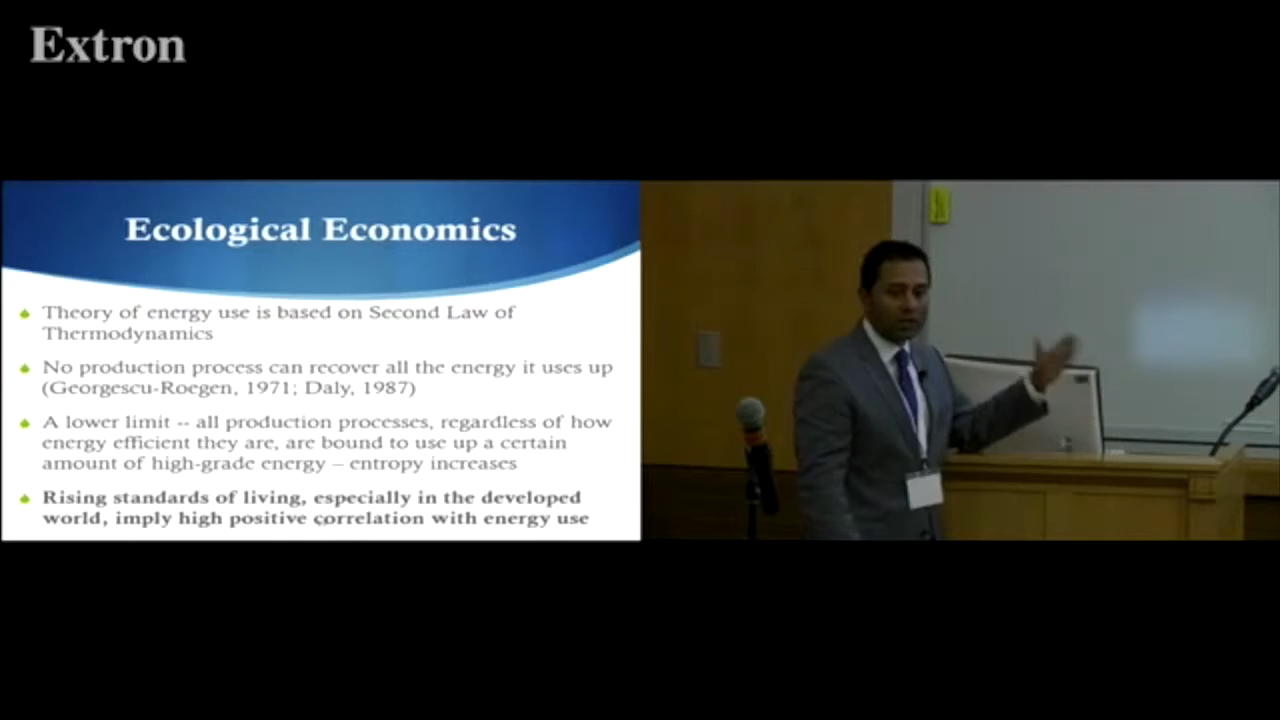 Extron
Ecological Economics
Theory of energy use is based on Second Law of
Thermodynamics
No production process can recover all the energy it uses up
(Georgescu-Roegen, 1971; Daly, 1987)
A lower limit -- all production processes, regardless of how
energy efficient they are, are bound to use up a certain
amount of high-grade energy – entropy increases
Rising standards of living, especially in the developed
world, imply high positive correlation with energy use